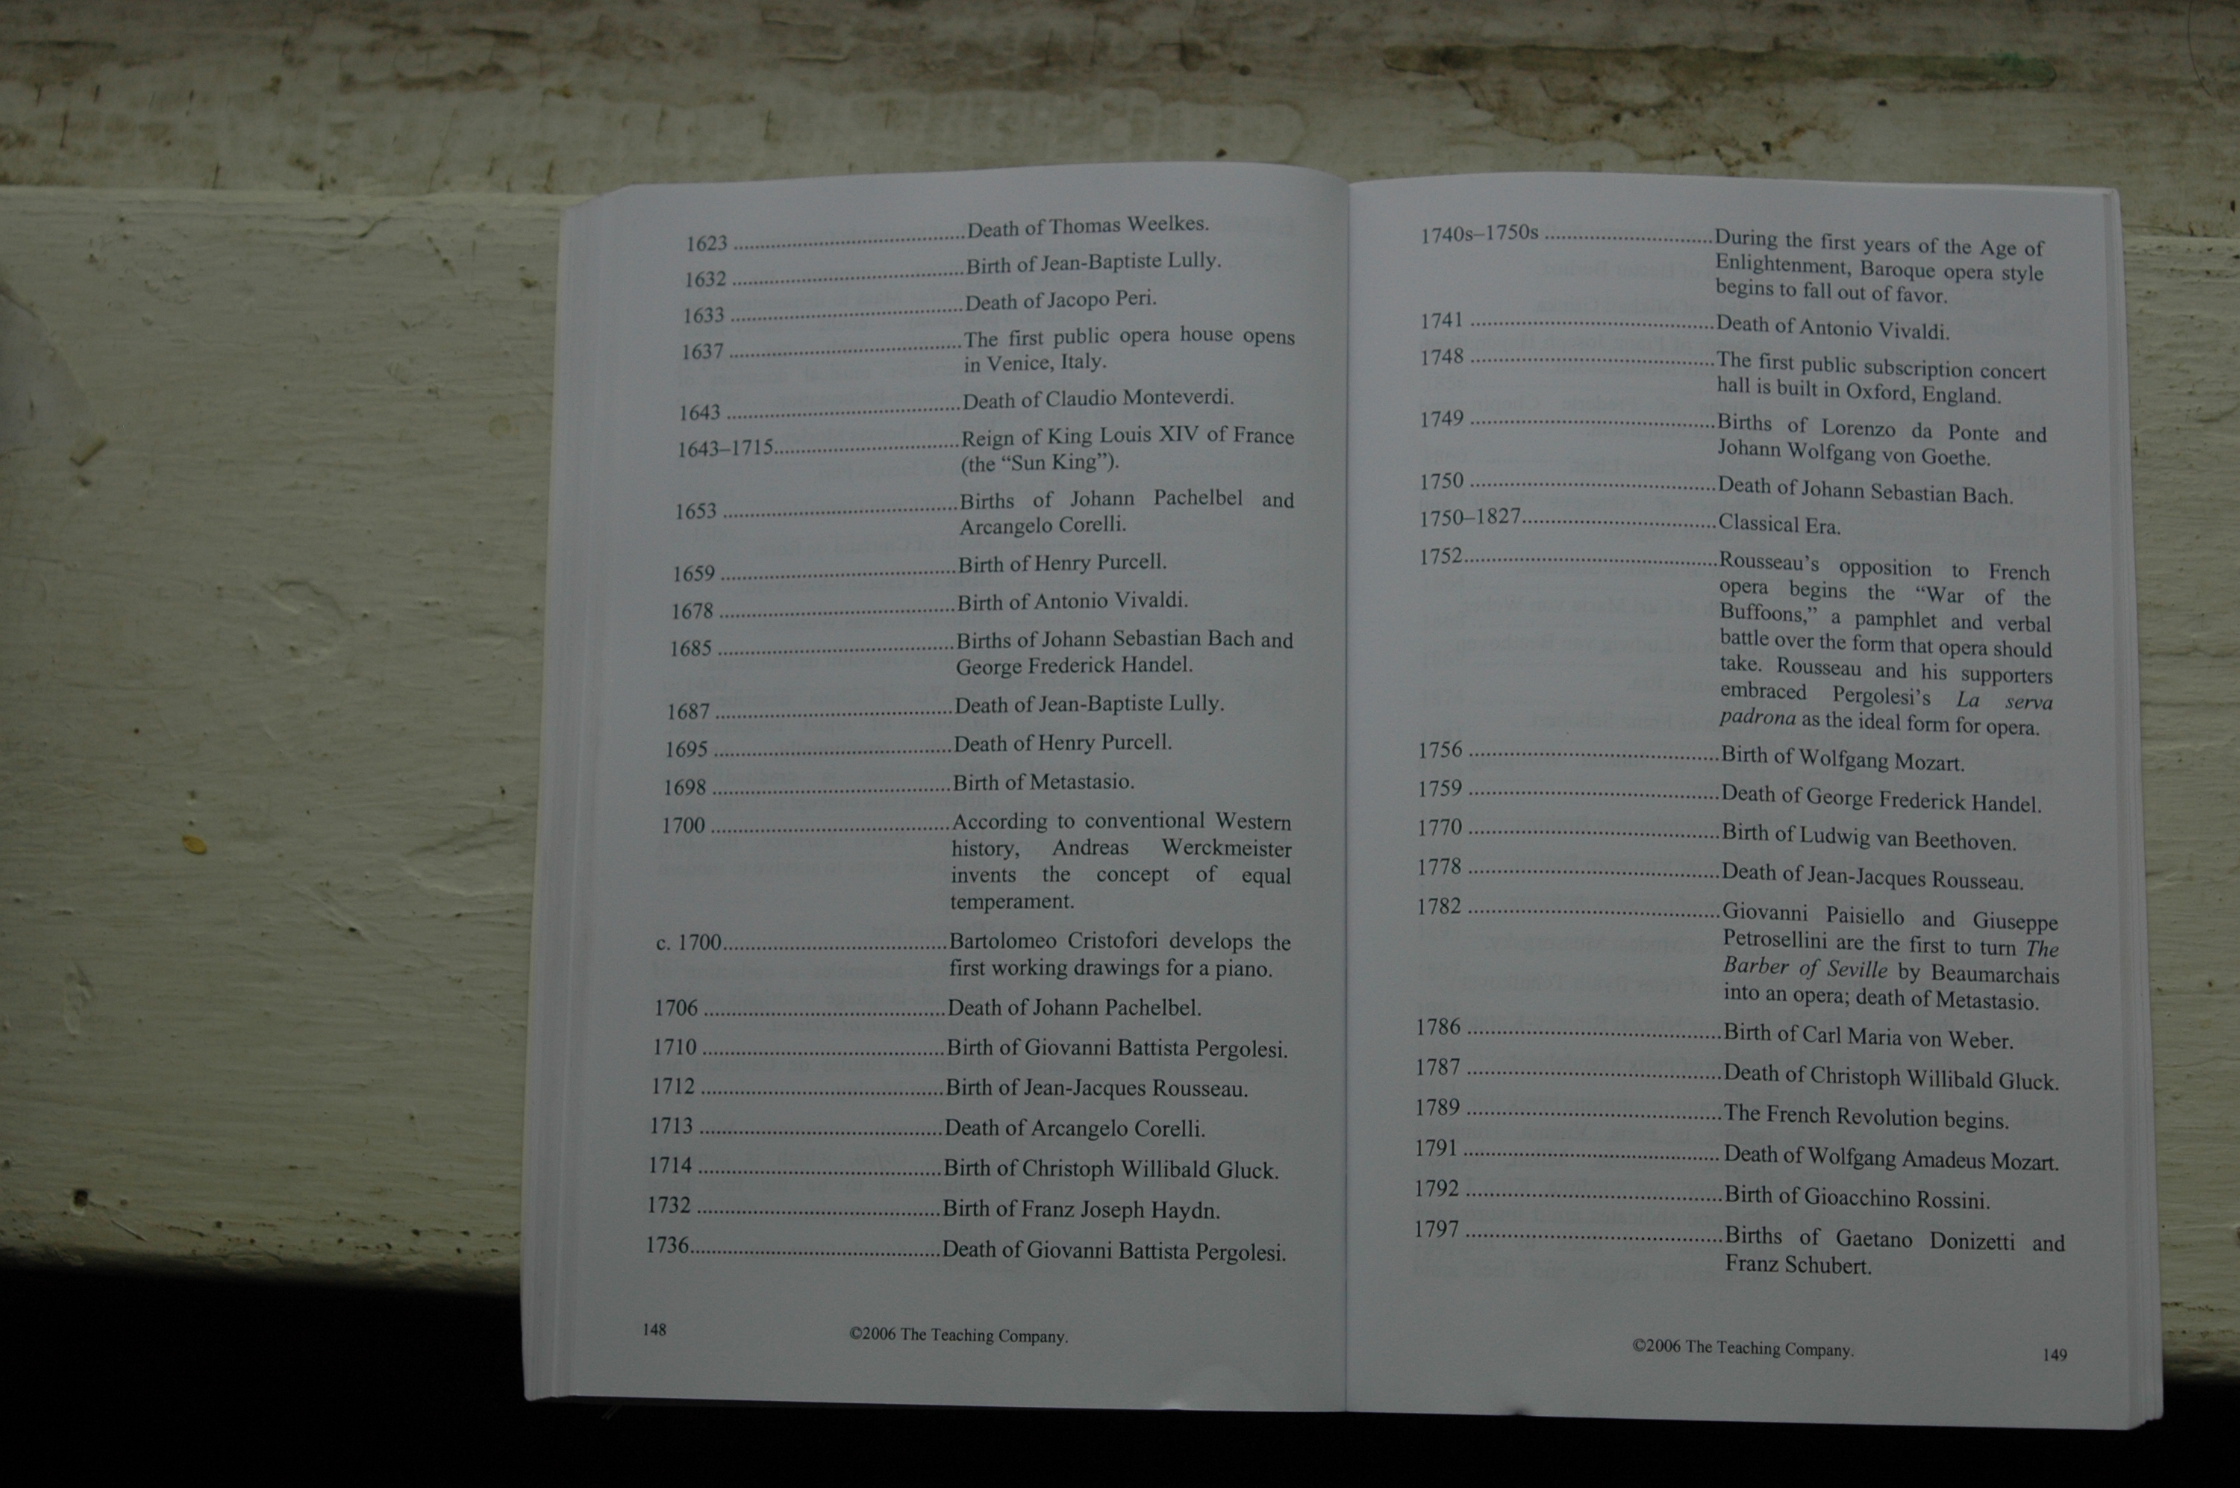 1623 ..................................Death of Thomas Weelkes.
1632 ..................................Birth of Jean-Baptiste Lully.
1633 ..................................Death of Jacopo Peri.
1637 ..................................The first public opera house opens
in Venice, Italy.
1643 ..................................Death of Claudio Monteverdi.
1643–1715...........................Reign of King Louis XIV of France
(the “Sun King”).
1653 ..................................Births of Johann Pachelbel and
Arcangelo Corelli.
1659 ..................................Birth of Henry Purcell.
1678 ..................................Birth of Antonio Vivaldi.
1685 ..................................Births of Johann Sebastian Bach and
George Frederick Handel.
1687 ..................................Death of Jean-Baptiste Lully.
1695 ..................................Death of Henry Purcell.
1698 ..................................Birth of Metastasio.
1700 ..................................According to conventional Western
history, Andreas Werckmeister
invents the concept of equal
temperament.
c. 1700................................Bartolomeo Cristofori develops the
first working drawings for a piano.
1706 ..................................Death of Johann Pachelbel.
1710 ..................................Birth of Giovanni Battista Pergolesi.
1712 ..................................Birth of Jean-Jacques Rousseau.
1713 ..................................Death of Arcangelo Corelli.
1714 ..................................Birth of Christoph Willibald Gluck.
1732 ..................................Birth of Franz Joseph Haydn.
1736...................................Death of Giovanni Battista Pergolesi.
148
©2006 The Teaching Company.
1740s–1750s ........................During the first years of the Age of
Enlightenment, Baroque opera style
begins to fall out of favor.
1741 ..................................Death of Antonio Vivaldi.
1748 ..................................The first public subscription concert
hall is built in Oxford, England.
1749 ..................................Births of Lorenzo da Ponte and
Johann Wolfgang von Goethe.
1750 ..................................Death of Johann Sebastian Bach.
1750–1827...........................Classical Era.
1752...................................Rousseau’s opposition to French
opera begins the “War of the
Buffoons,” a pamphlet and verbal
battle over the form that opera should
take. Rousseau and his supporters
embraced Pergolesi’s La serva
padrona as the ideal form for opera.
1756 ..................................Birth of Wolfgang Mozart.
1759 ..................................Death of George Frederick Handel.
1770 ..................................Birth of Ludwig van Beethoven.
1778 ..................................Death of Jean-Jacques Rousseau.
1782 ..................................Giovanni Paisiello and Giuseppe
Petrosellini are the first to turn The
Barber of Seville by Beaumarchais
into an opera; death of Metastasio.
1786 ..................................Birth of Carl Maria von Weber.
1787 ..................................Death of Christoph Willibald Gluck.
1789 ..................................The French Revolution begins.
1791 .................................. Death of Wolfgang Amadeus Mozart.
1792 ..................................Birth of Gioacchino Rossini.
1797 ..................................Births of Gaetano Donizetti and
Franz Schubert.
©2006 The Teaching Company.
149